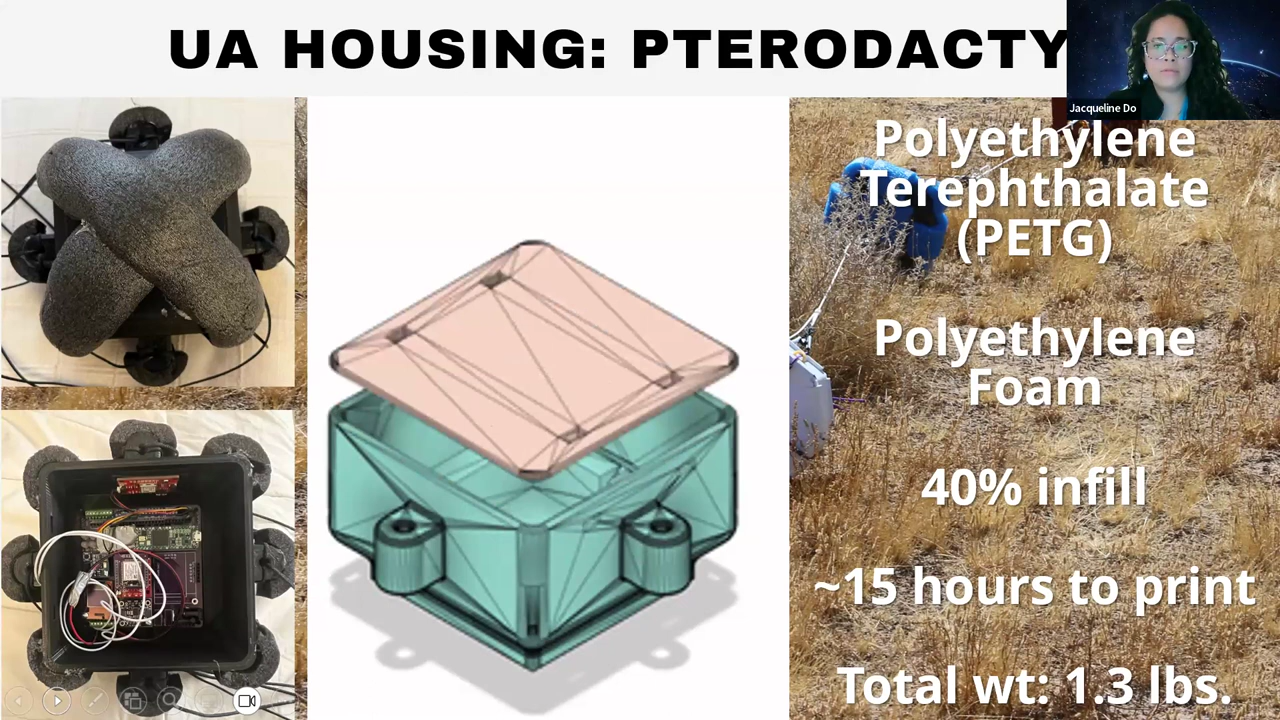 UA HOUSING: PTERODACTY
Jacqueline Do
Polyethylene
Terephthalate
(PETG)
Polyethylene
Foam
40% infill
~15 hours to print
Total wt: 1.3 lbs.